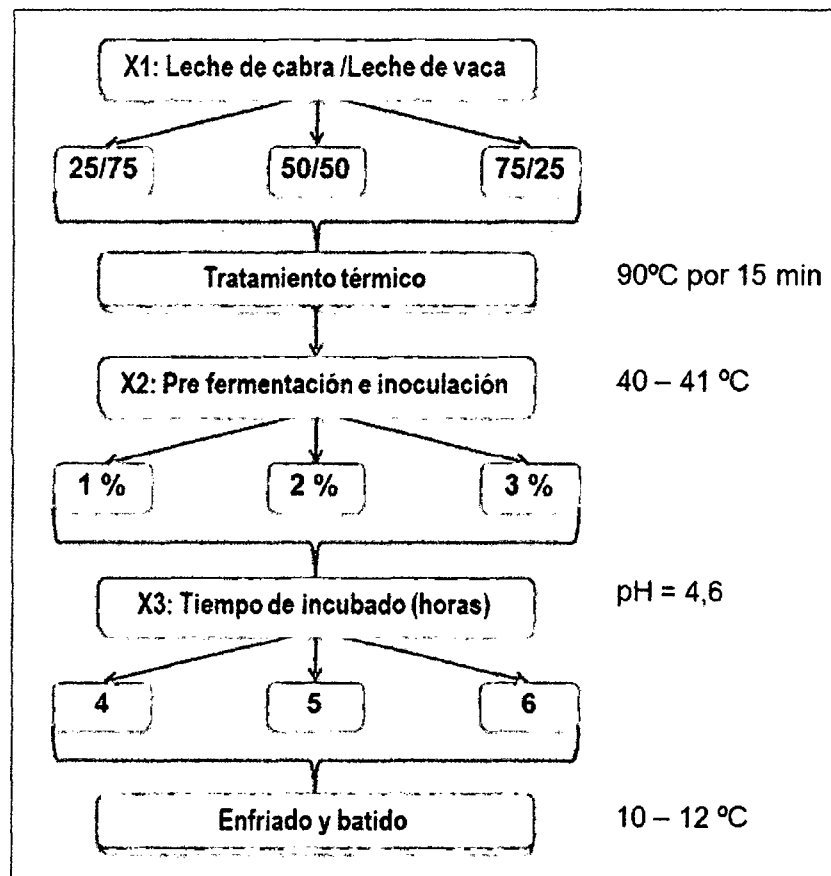 X1: Leche de cabra /Leche de vaca
25/75 50/50 75/25
Tratamiento térmico 90ºC por 15 min
X2: Pre fermentación e inoculación 40 – 41 ºC
1 % 2 % 3 %
X3: Tiempo de incubado (horas) pH = 4,6
4 5 6
Enfriado y batido 10 – 12 ºC